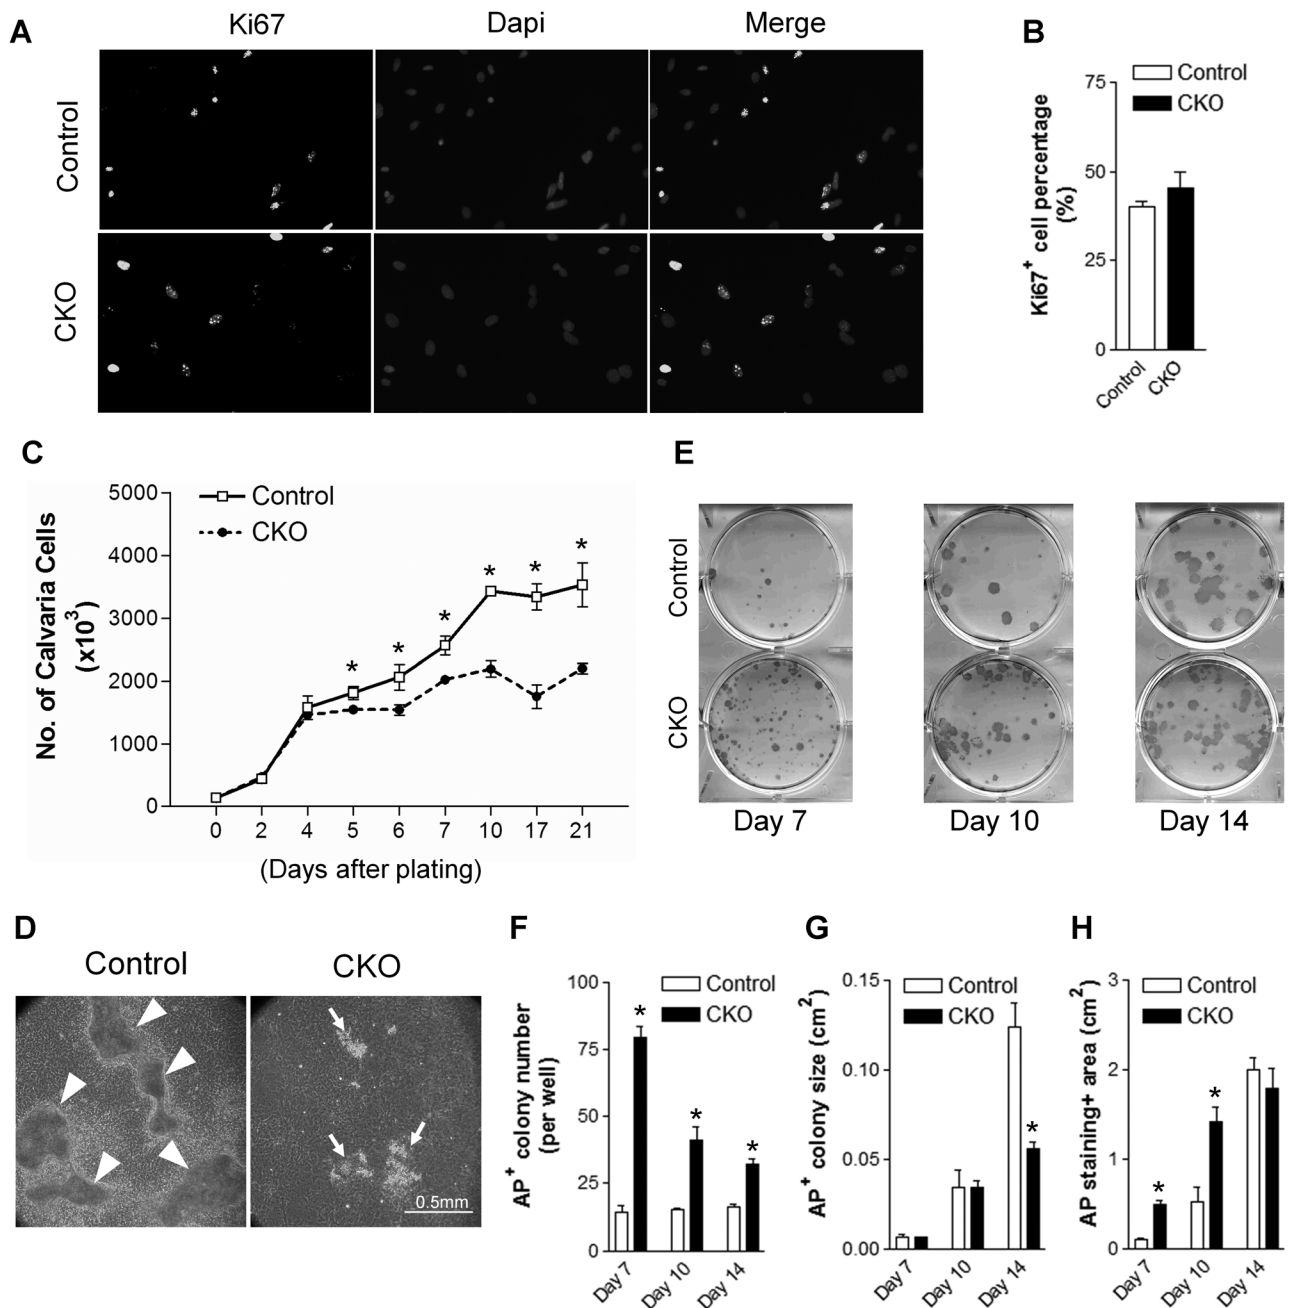 A
Ki67
Dapi
Merge
Control
CKO
B
Control
CKO
Ki67+ cell percentage
(%)
75
50
25
0
Control
CKO
C
Control
CKO
No. of Calvaria Cells
(x10³)
5000
4000
3000
2000
1000
0
* * * * * *
0 2 4 5 6 7 10 17 21
(Days after plating)
E
Control
CKO
Day 7
Day 10
Day 14
D
Control
CKO
0.5mm
F
Control
CKO
AP+ colony number
(per well)
100
75
50
25
0
* * *
Day 7
Day 10
Day 14
G
Control
CKO
AP+ colony size (cm²)
0.15
0.10
0.05
0.00
*
Day 7
Day 10
Day 14
H
Control
CKO
AP staining+ area (cm²)
3
2
1
0
* *
Day 7
Day 10
Day 14